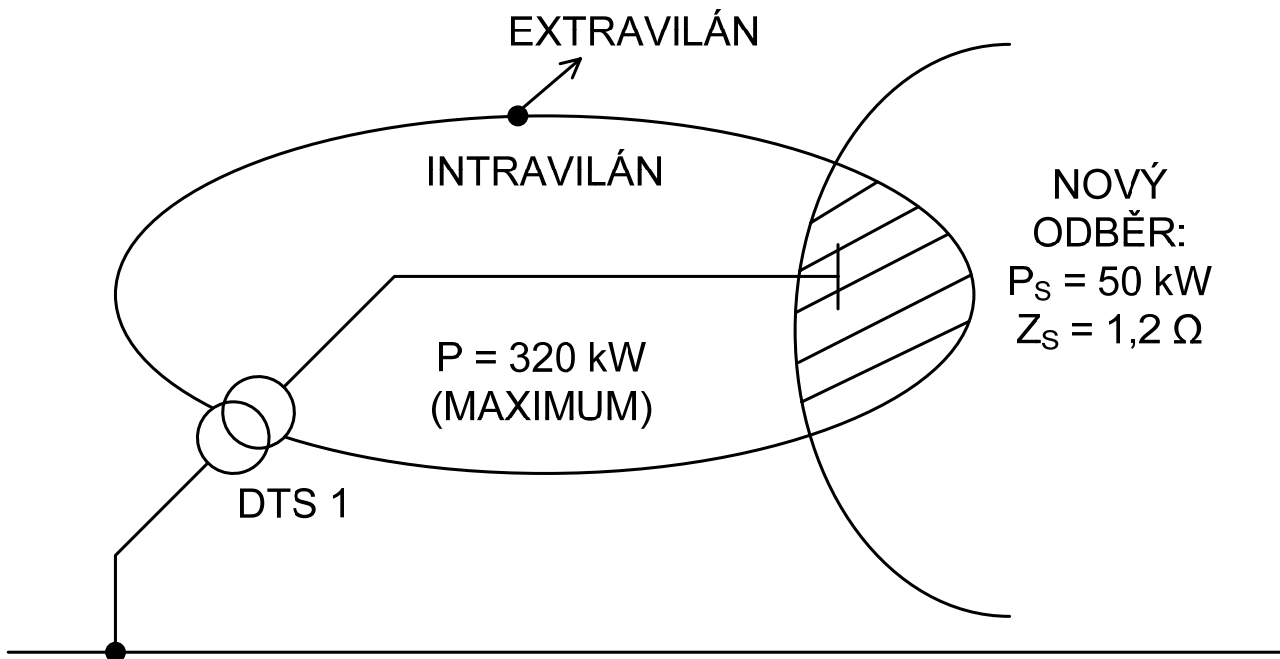 EXTRAVILÁN
INTRAVILÁN
NOVÝ
ODBĚR:
P_S = 50 kW
Z_S = 1,2 Ω
P = 320 kW
(MAXIMUM)
DTS 1